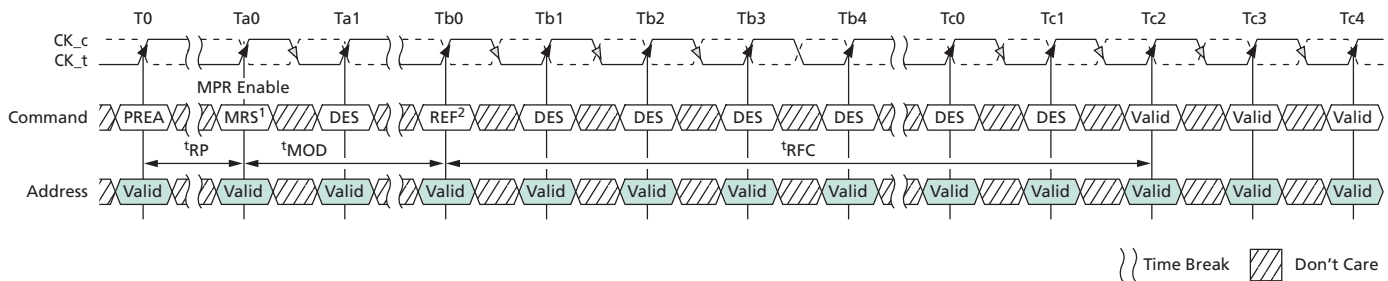 T0 Ta0 Ta1 Tb0 Tb1 Tb2 Tb3 Tb4 Tc0 Tc1 Tc2 Tc3 Tc4
CK_c
CK_t
MPR Enable
Command PREA MRS¹ DES REF² DES DES DES DES DES DES Valid Valid Valid
tRP tMOD tRFC
Address Valid Valid Valid Valid Valid Valid Valid Valid Valid Valid Valid Valid Valid
Time Break Don't Care